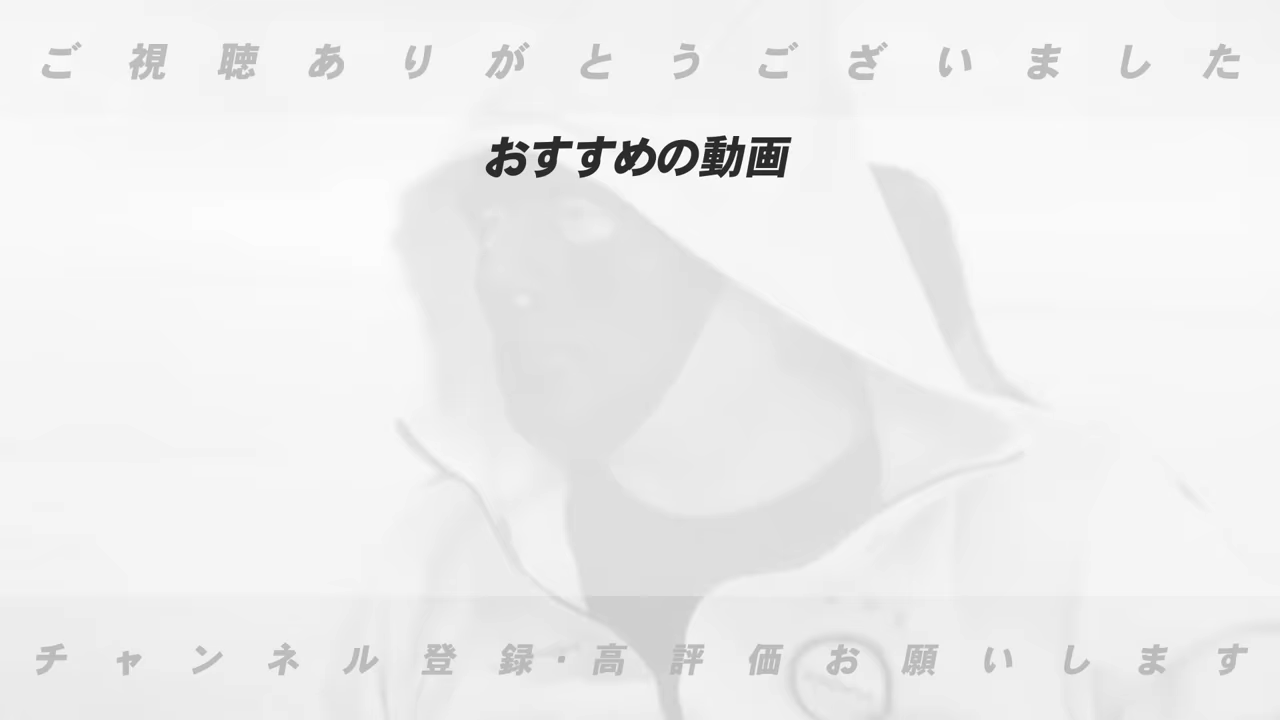 ご視聴ありがとうございました
おすすめの動画
チャンネル登録・高評価お願いします